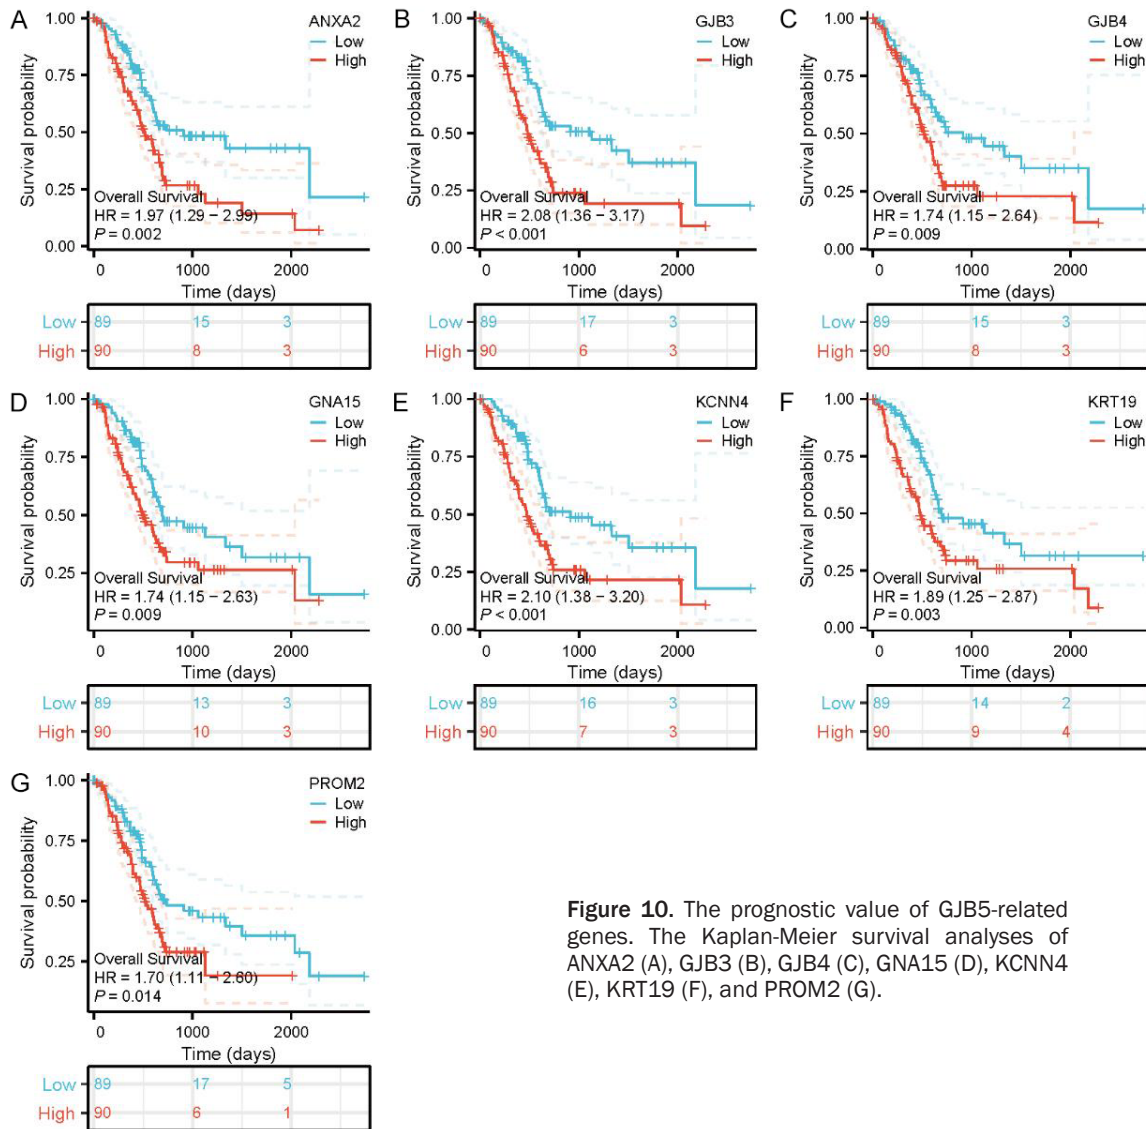 A
ANXA2
Low
High
Survival probability
1.00
0.75
0.50
0.25
0.00
Overall Survival
HR = 1.97 (1.29 − 2.99)
P = 0.002
0 1000 2000
Time (days)
Low 89 15 3
High 90 8 3
B
GJB3
Low
High
Survival probability
1.00
0.75
0.50
0.25
0.00
Overall Survival
HR = 2.08 (1.36 − 3.17)
P < 0.001
0 1000 2000
Time (days)
Low 89 17 3
High 90 6 3
C
GJB4
Low
High
Survival probability
1.00
0.75
0.50
0.25
0.00
Overall Survival
HR = 1.74 (1.15 − 2.64)
P = 0.009
0 1000 2000
Time (days)
Low 89 15 3
High 90 8 3
D
GNA15
Low
High
Survival probability
1.00
0.75
0.50
0.25
Overall Survival
HR = 1.74 (1.15 − 2.63)
P = 0.009
0 1000 2000
Time (days)
Low 89 13 3
High 90 10 3
E
KCNN4
Low
High
Survival probability
1.00
0.75
0.50
0.25
0.00
Overall Survival
HR = 2.10 (1.38 − 3.20)
P < 0.001
0 1000 2000
Time (days)
Low 89 16 3
High 90 7 3
F
KRT19
Low
High
Survival probability
1.00
0.75
0.50
0.25
0.00
Overall Survival
HR = 1.89 (1.25 − 2.87)
P = 0.003
0 1000 2000
Time (days)
Low 89 14 2
High 90 9 4
G
PROM2
Low
High
Survival probability
1.00
0.75
0.50
0.25
Overall Survival
HR = 1.70 (1.11 − 2.60)
P = 0.014
0 1000 2000
Time (days)
Low 89 17 5
High 90 6 1
Figure 10. The prognostic value of GJB5-related
genes. The Kaplan-Meier survival analyses of
ANXA2 (A), GJB3 (B), GJB4 (C), GNA15 (D), KCNN4
(E), KRT19 (F), and PROM2 (G).